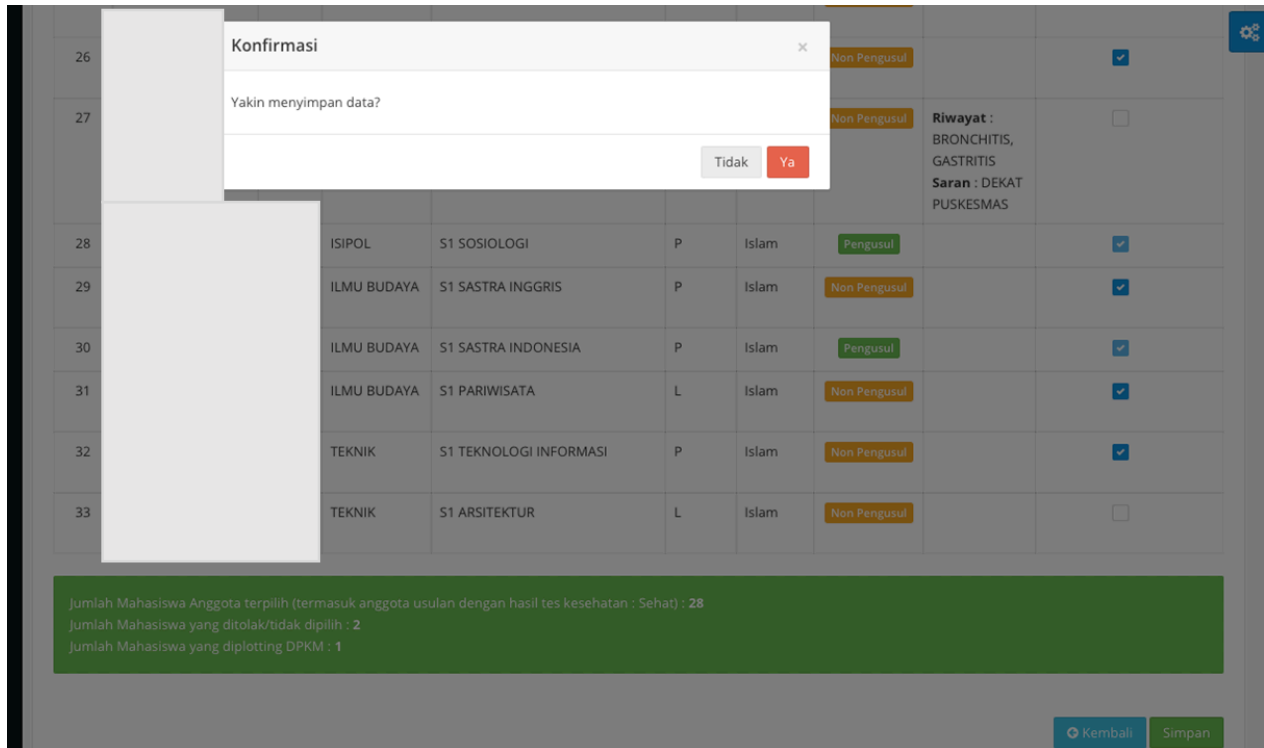 Konfirmasi
×
Yakin menyimpan data?
Tidak Ya
26 Non Pengusul
27 Non Pengusul Riwayat :
BRONCHITIS,
GASTRITIS
Saran : DEKAT
PUSKESMAS
28 ISIPOL S1 SOSIOLOGI P Islam Pengusul
29 ILMU BUDAYA S1 SASTRA INGGRIS P Islam Non Pengusul
30 ILMU BUDAYA S1 SASTRA INDONESIA P Islam Pengusul
31 ILMU BUDAYA S1 PARIWISATA L Islam Non Pengusul
32 TEKNIK S1 TEKNOLOGI INFORMASI P Islam Non Pengusul
33 TEKNIK S1 ARSITEKTUR L Islam Non Pengusul
Jumlah Mahasiswa Anggota terpilih (termasuk anggota usulan dengan hasil tes kesehatan : Sehat) : 28
Jumlah Mahasiswa yang ditolak/tidak dipilih : 2
Jumlah Mahasiswa yang diplotting DPKM : 1
Kembali Simpan